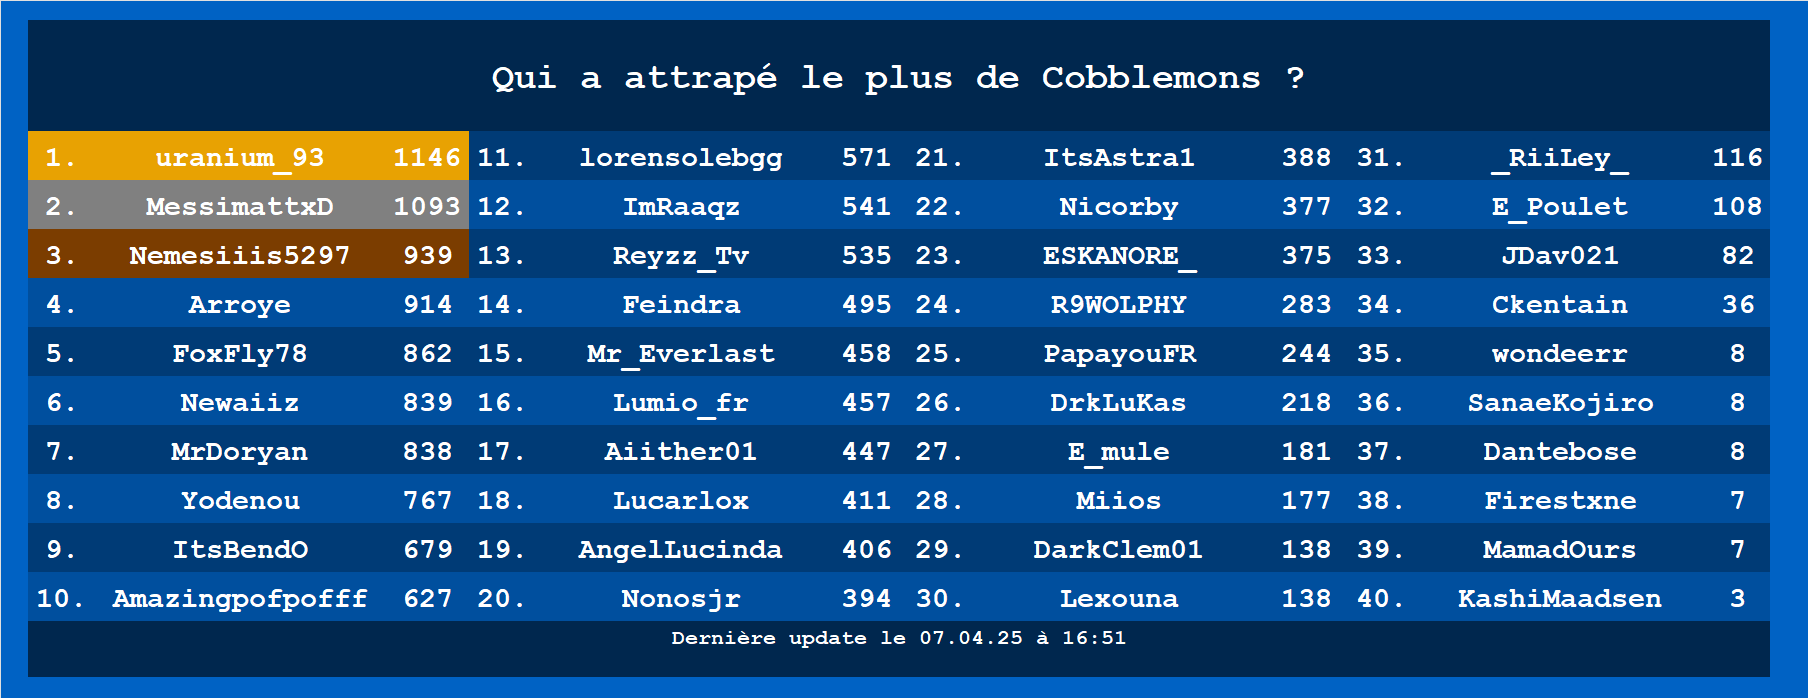 Qui a attrapé le plus de Cobblemons ?
1. uranium_93 1146 11. lorensolebgg 571 21. ItsAstra1 388 31. _RiiLey_ 116
2. MessimattxD 1093 12. ImRaaqz 541 22. Nicorby 377 32. E_Poulet 108
3. Nemesiiis5297 939 13. Reyzz_Tv 535 23. ESKANORE_ 375 33. JDav021 82
4. Arroye 914 14. Feindra 495 24. R9WOLPHY 283 34. Ckentain 36
5. FoxFly78 862 15. Mr_Everlast 458 25. PapayouFR 244 35. wondeerr 8
6. Newaiiz 839 16. Lumio_fr 457 26. DrkLuKas 218 36. SanaeKojiro 8
7. MrDoryan 838 17. Aiither01 447 27. E_mule 181 37. Dantebose 8
8. Yodenou 767 18. Lucarlox 411 28. Miios 177 38. Firestxne 7
9. ItsBendO 679 19. AngelLucinda 406 29. DarkClem01 138 39. MamadOurs 7
10. Amazingpofpofff 627 20. Nonosjr 394 30. Lexouna 138 40. KashiMaadsen 3
Dernière update le 07.04.25 à 16:51